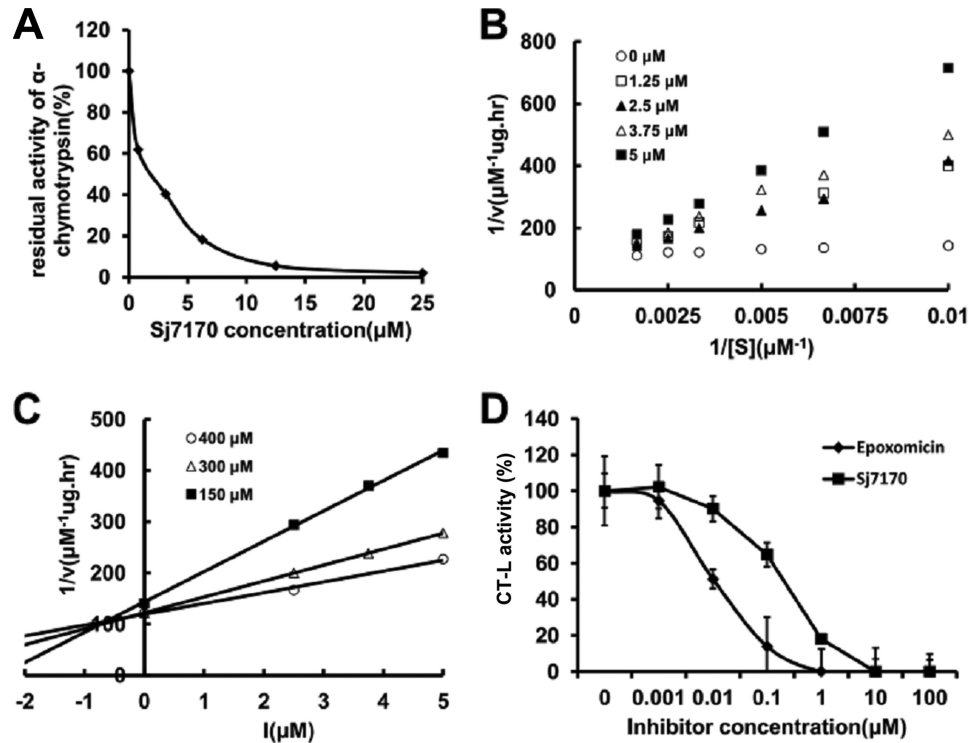 A
residual activity of α-
chymotrypsin(%)
120
100
80
60
40
20
0
0 5 10 15 20 25
Sj7170 concentration(μM)
B
1/v(μM-1ug.hr)
800
600
400
200
0
0 μM
1.25 μM
2.5 μM
3.75 μM
5 μM
0 0.0025 0.005 0.0075 0.01
1/[S](μM-1)
C
1/v(μM-1ug.hr)
500
400
300
200
100
0
400 μM
300 μM
150 μM
-2 -1 0 1 2 3 4 5
I(μM)
D
CT-L activity (%)
140
120
100
80
60
40
20
0
Epoxomicin
Sj7170
0 0.001 0.01 0.1 1 10 100
Inhibitor concentration(μM)